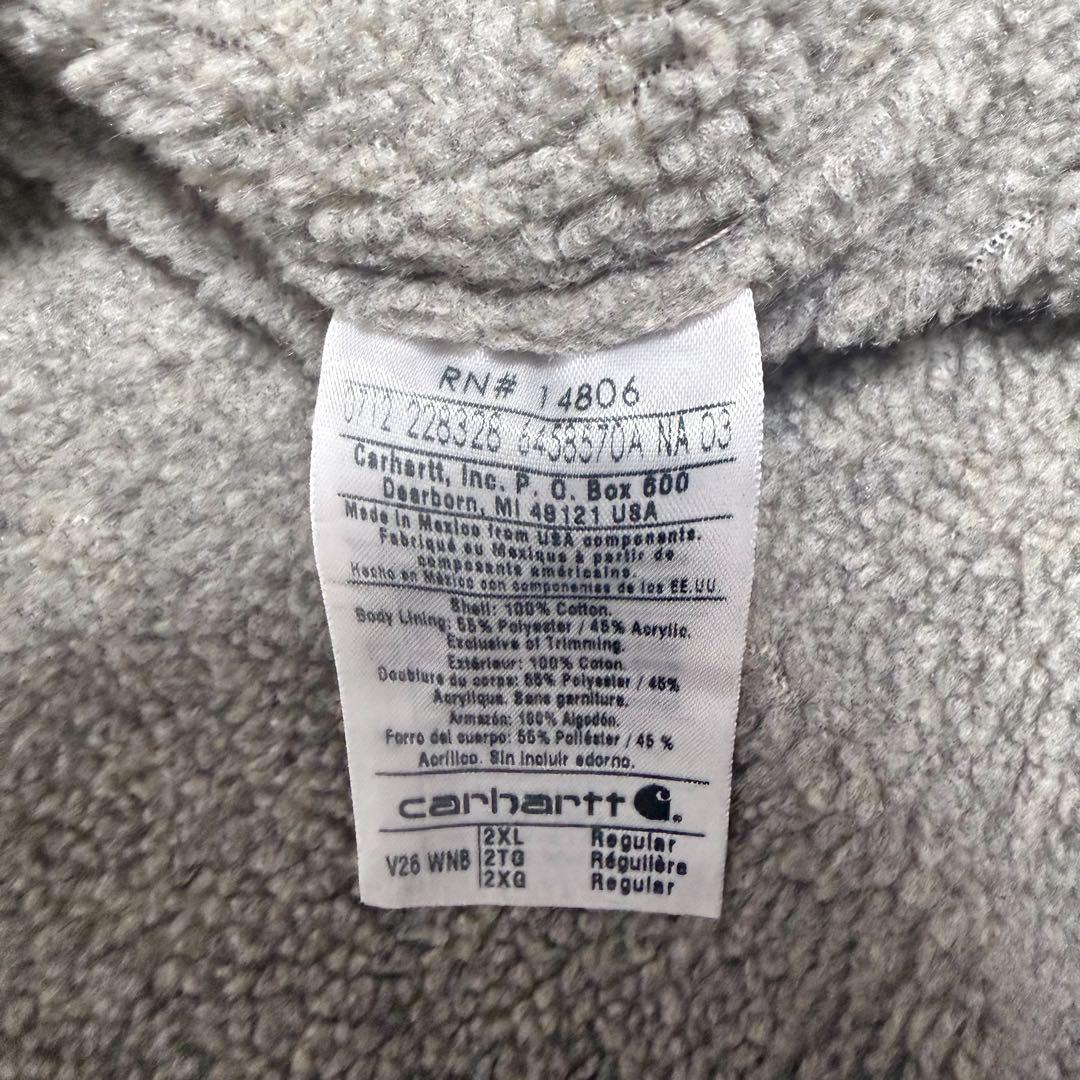 RN# 14806
0712 228328 6458570A NA 03
Carhartt, Inc. P. O. Box 600
Dearborn, MI 48121 USA
Made in Mexico from USA components.
Fabriqué au Mexique à partir de
composants américains.
Hecho en México con componentes de los EE.UU.
Shell: 100% Cotton.
Body Lining: 55% Polyester / 45% Acrylic.
Exclusive of Trimming.
Extérieur: 100% Coton.
Doublure du corps: 55% Polyester / 45%
Acrylique. Sans garniture.
Armazón: 100% Algodón.
Forro del cuerpo: 55% Poliéster / 45 %
Acrílico. Sin incluir adorno.
carhartt
V26 WNB 2XL Regular
2TG Régulière
2XG Regular